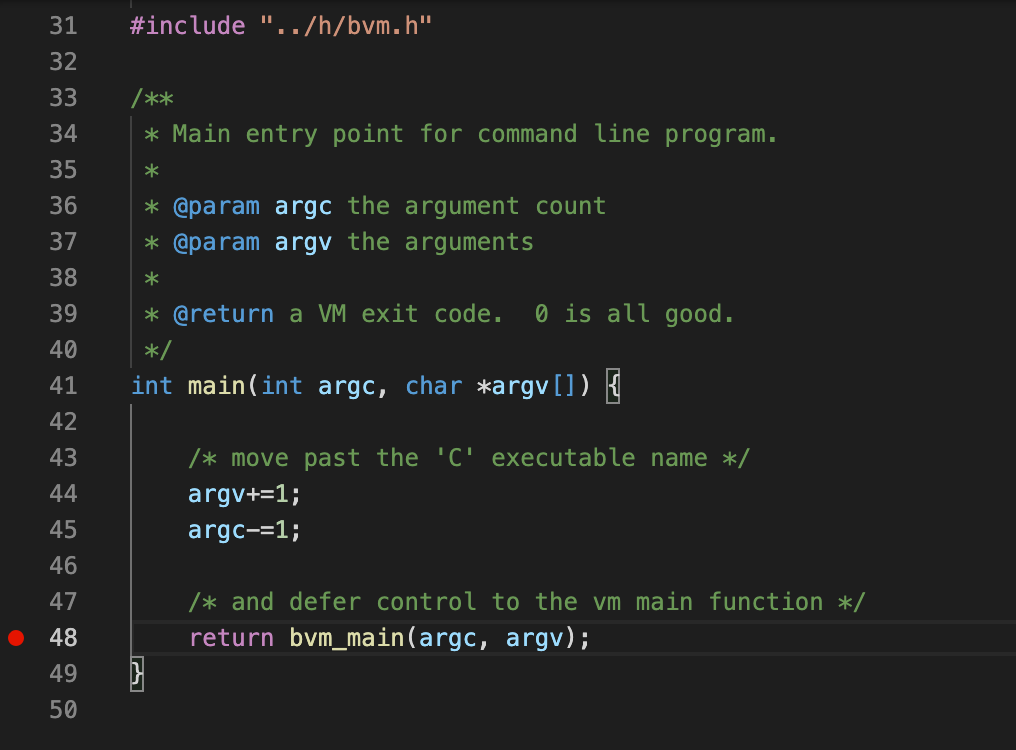 31 #include "../h/bvm.h"
32
33 /**
34  * Main entry point for command line program.
35  *
36  * @param argc the argument count
37  * @param argv the arguments
38  *
39  * @return a VM exit code.  0 is all good.
40  */
41 int main(int argc, char *argv[]) {
42
43     /* move past the 'C' executable name */
44     argv+=1;
45     argc-=1;
46
47     /* and defer control to the vm main function */
48     return bvm_main(argc, argv);
49 }
50